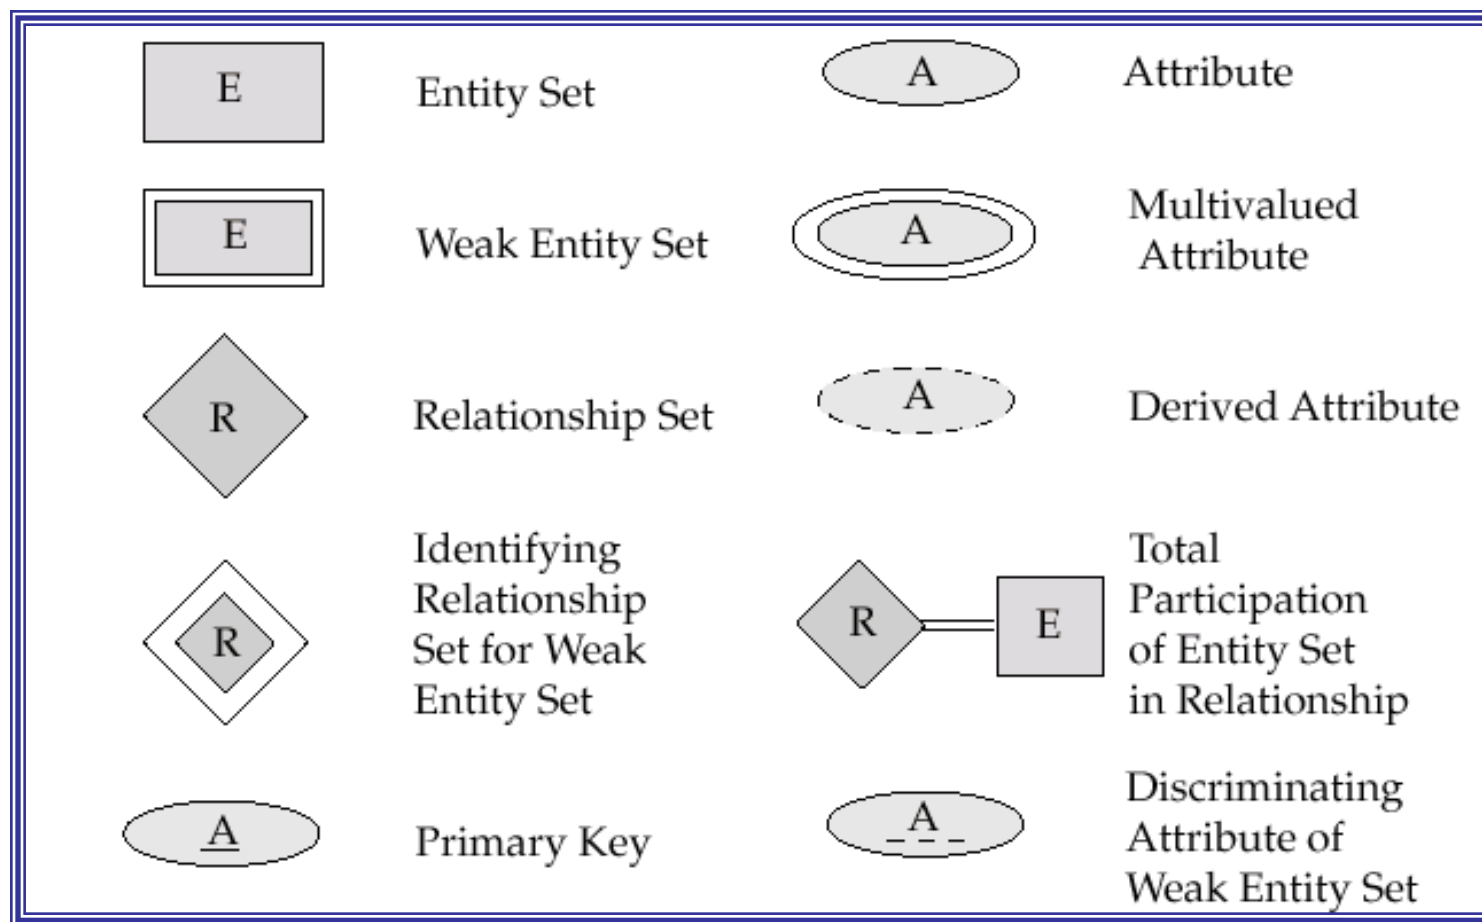 E
Entity Set
A
Attribute
E
Weak Entity Set
A
Multivalued
Attribute
R
Relationship Set
A
Derived Attribute
R
Identifying
Relationship
Set for Weak
Entity Set
R
E
Total
Participation
of Entity Set
in Relationship
A
Primary Key
A
Discriminating
Attribute of
Weak Entity Set